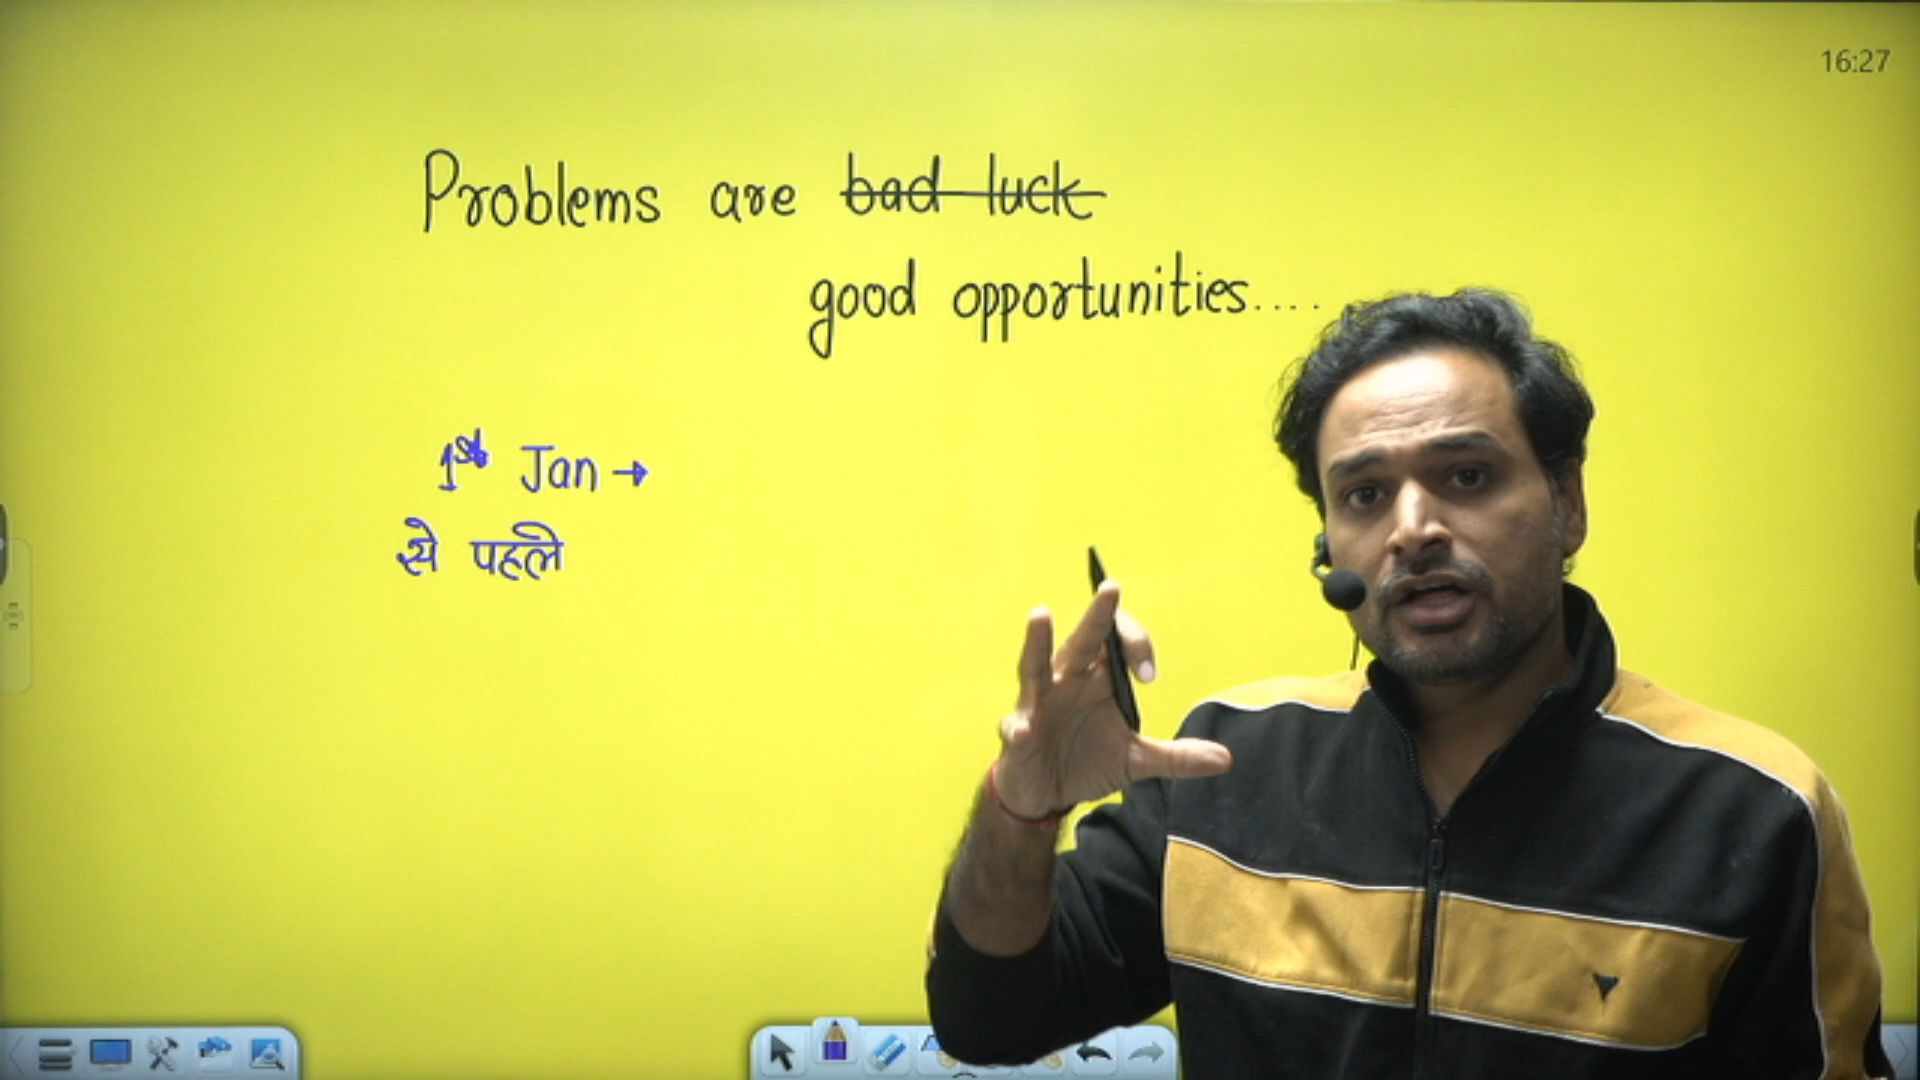 16:27
Problems are bad luck
good opportunities....
1st Jan →
से पहले